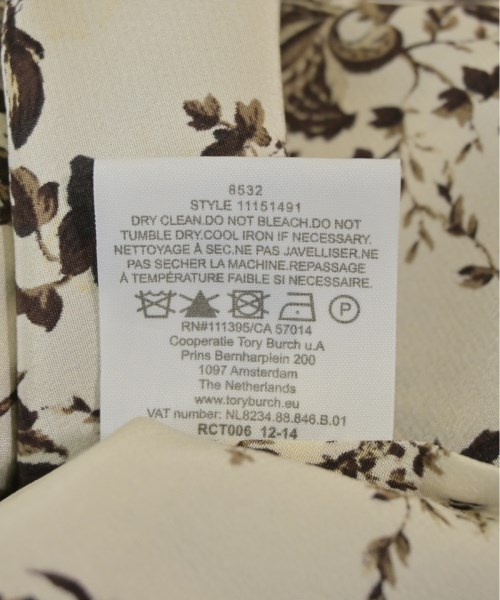 8532
STYLE 11151491
DRY CLEAN.DO NOT BLEACH.DO NOT
TUMBLE DRY.COOL IRON IF NECESSARY.
NETTOYAGE À SEC.NE PAS JAVELLISER.NE
PAS SECHER LA MACHINE.REPASSAGE
À TEMPÉRATURE FAIBLE SI NECESSAIRE.
P
RN#111395/CA 57014
Cooperatie Tory Burch u.A
Prins Bernharplein 200
1097 Amsterdam
The Netherlands
www.toryburch.eu
VAT number: NL8234.88.846.B.01
RCT006 12-14